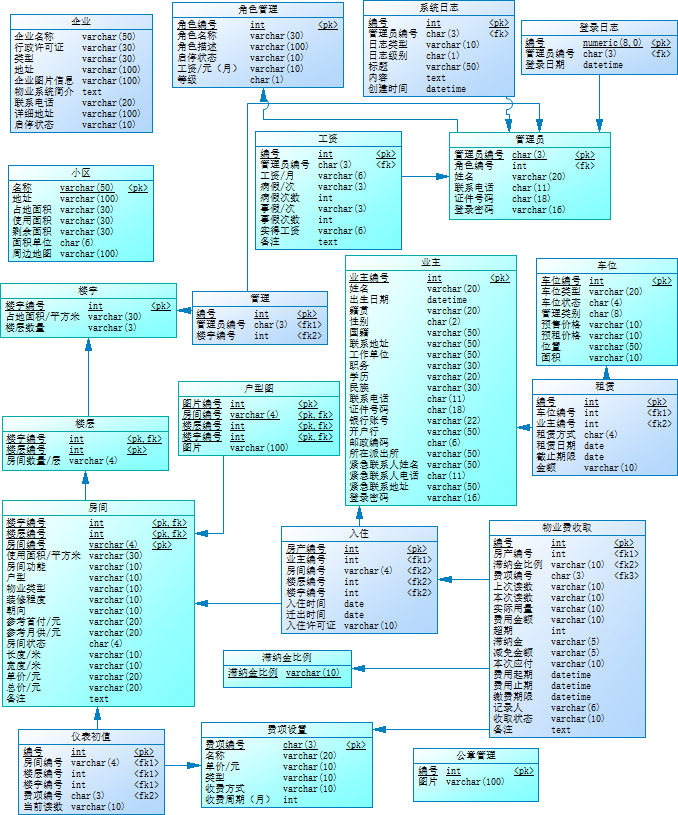 企业
企业名称 varchar(50)
行政许可证 varchar(30)
类型 varchar(30)
地址 varchar(100)
企业图片信息 varchar(100)
物业系统简介 text
联系电话 varchar(20)
详细地址 varchar(100)
启停状态 varchar(10)
角色管理
角色编号 int <pk>
角色名称 varchar(30)
角色描述 varchar(100)
启停状态 varchar(10)
工资/元（月） varchar(10)
等级 char(1)
系统日志
编号 int <pk>
管理员编号 char(3) <fk>
日志类型 varchar(10)
日志级别 char(1)
标题 varchar(50)
内容 text
创建时间 datetime
登录日志
编号 numeric(8,0) <pk>
管理员编号 char(3) <fk>
登录日期 datetime
小区
名称 varchar(50) <pk>
地址 varchar(100)
占地面积 varchar(30)
使用面积 varchar(30)
剩余面积 varchar(30)
面积单位 char(6)
周边地图 varchar(100)
工资
编号 int <pk>
管理员编号 char(3) <fk>
工资/月 varchar(6)
病假/次 varchar(3)
病假次数 int
事假/次 varchar(3)
事假次数 int
实得工资 varchar(6)
备注 text
管理员
管理员编号 char(3) <pk>
角色编号 int <fk>
姓名 varchar(20)
联系电话 char(11)
证件号码 char(18)
登录密码 varchar(16)
楼宇
楼宇编号 int <pk>
占地面积/平方米 varchar(30)
楼层数量 varchar(3)
管理
编号 int <pk>
管理员编号 char(3) <fk1>
楼宇编号 int <fk2>
业主
业主编号 int <pk>
姓名 varchar(20)
出生日期 datetime
籍贯 varchar(20)
性别 char(2)
国籍 varchar(50)
联系地址 varchar(50)
工作单位 varchar(50)
职务 varchar(30)
学历 varchar(20)
民族 varchar(30)
联系电话 char(11)
证件号码 char(18)
银行账号 varchar(22)
开户行 varchar(50)
邮政编码 char(6)
所在派出所 varchar(50)
紧急联系人姓名 varchar(50)
紧急联系人电话 char(11)
紧急联系地址 varchar(50)
登录密码 varchar(16)
车位
车位编号 int <pk>
车位类型 varchar(20)
车位状态 char(4)
管理类别 char(8)
预售价格 varchar(10)
预租价格 varchar(10)
位置 varchar(50)
面积 varchar(10)
户型图
图片编号 int <pk>
房间编号 varchar(4) <pk,fk>
楼层编号 int <pk,fk>
楼宇编号 int <pk,fk>
图片 varchar(100)
租赁
编号 int <pk>
车位编号 int <fk1>
业主编号 int <fk2>
租赁方式 char(4)
租赁日期 date
截止期限 date
金额 varchar(10)
楼层
楼宇编号 int <pk,fk>
楼层编号 int <pk>
房间数量/层 varchar(4)
房间
楼宇编号 int <pk,fk>
楼层编号 int <pk,fk>
房间编号 varchar(4) <pk>
使用面积/平方米 varchar(30)
房间功能 varchar(10)
户型 varchar(10)
物业类型 varchar(10)
装修程度 varchar(10)
朝向 varchar(10)
参考首付/元 varchar(20)
参考月供/元 varchar(20)
房间状态 char(4)
长度/米 varchar(10)
宽度/米 varchar(10)
单价/元 varchar(20)
总价/元 varchar(20)
备注 text
入住
房产编号 int <pk>
业主编号 int <fk1>
房间编号 varchar(4) <fk2>
楼层编号 int <fk2>
楼宇编号 int <fk2>
入住时间 date
迁出时间 date
入住许可证 varchar(10)
物业费收取
编号 int <pk>
房产编号 int <fk1>
滞纳金比例 varchar(10) <fk2>
费项编号 char(3) <fk3>
上次读数 varchar(10)
本次读数 varchar(10)
实际用量 varchar(10)
费用金额 varchar(10)
超期 int
滞纳金 varchar(5)
减免金额 varchar(5)
本次应付 varchar(10)
费用起期 datetime
费用止期 datetime
缴费期限 datetime
记录人 varchar(6)
收取状态 varchar(10)
备注 text
滞纳金比例
滞纳金比例 varchar(10)
仪表初值
编号 int <pk>
房间编号 varchar(4) <fk1>
楼层编号 int <fk1>
楼宇编号 int <fk1>
费项编号 char(3) <fk2>
当前读数 varchar(10)
费项设置
费项编号 char(3) <pk>
名称 varchar(20)
单价/元 varchar(10)
类型 varchar(10)
收费方式 varchar(10)
收费周期（月） int
公章管理
编号 int <pk>
图片 varchar(100)